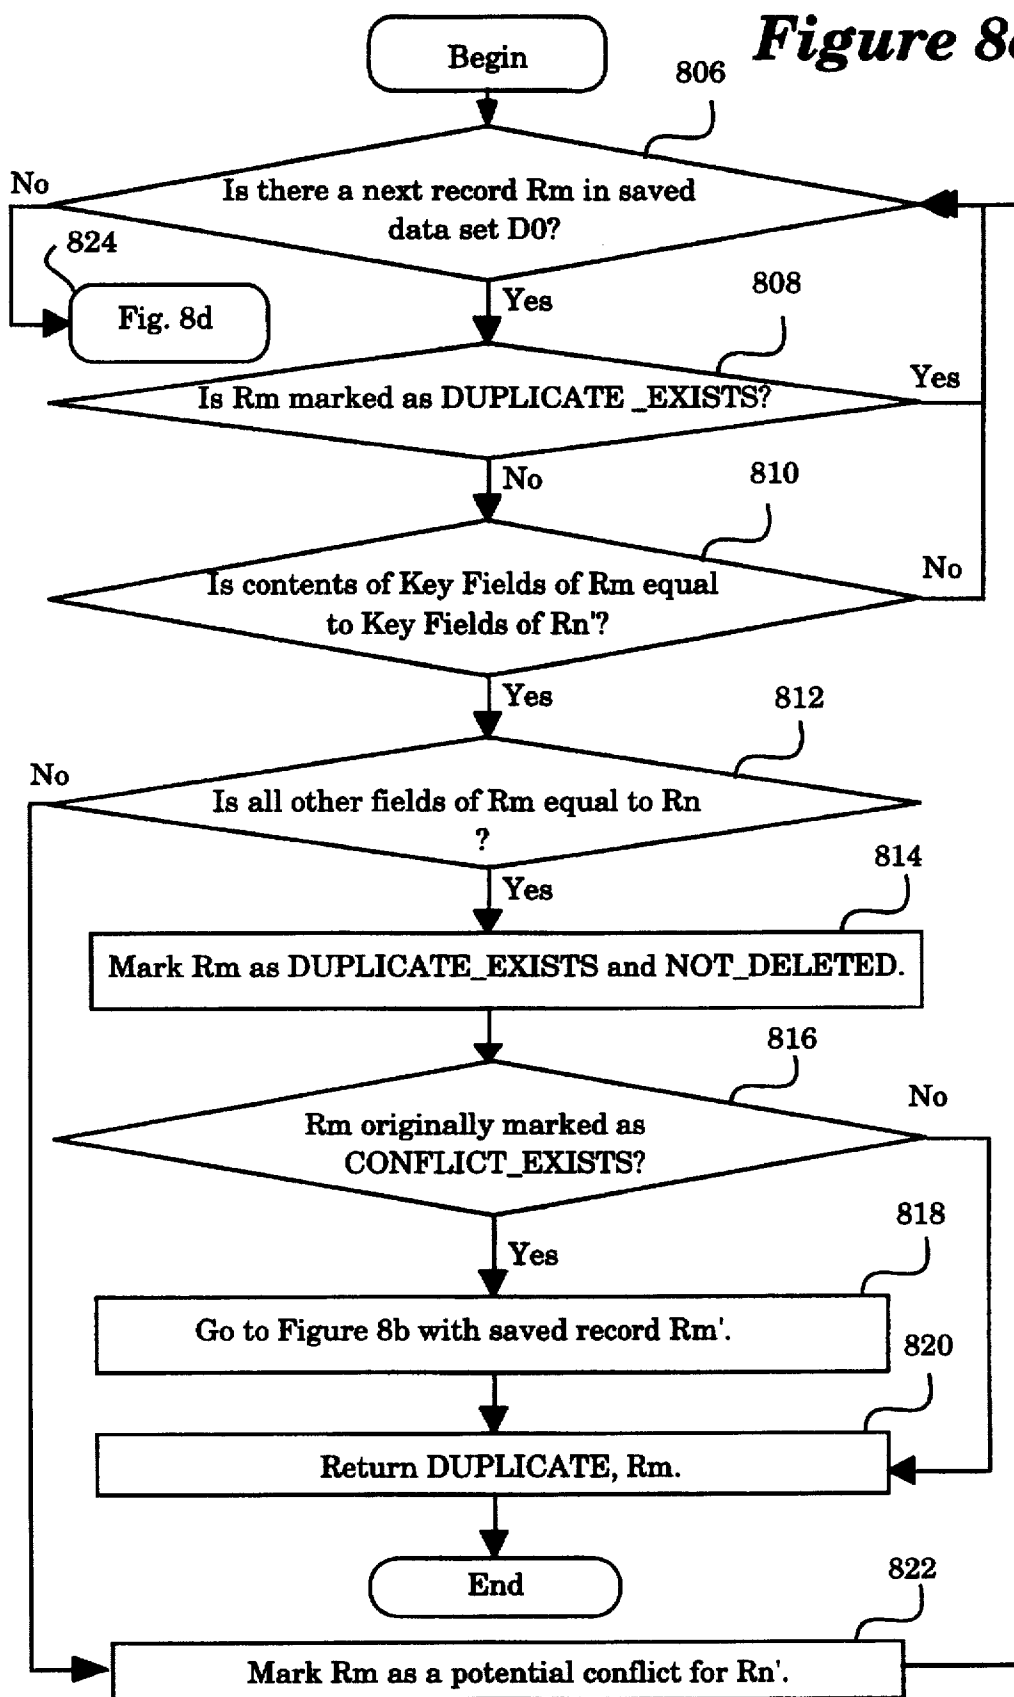 Begin
Figure 8
806
No
Is there a next record Rm in saved
data set D0?
824
Yes
808
Fig. 8d
Is Rm marked as DUPLICATE _EXISTS?
Yes
No
810
Is contents of Key Fields of Rm equal
to Key Fields of Rn'?
No
Yes
812
No
Is all other fields of Rm equal to Rn
?
Yes
814
Mark Rm as DUPLICATE_EXISTS and NOT_DELETED.
816
No
Rm originally marked as
CONFLICT_EXISTS?
Yes
818
Go to Figure 8b with saved record Rm'.
820
Return DUPLICATE, Rm.
End
822
Mark Rm as a potential conflict for Rn'.